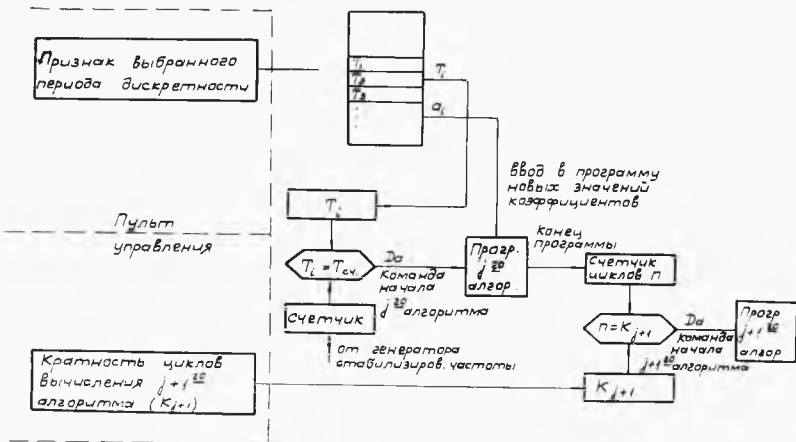 Признак выбранного
периода дискретности
T₁
T₂
T₃
Tᵢ
aᵢ
ввод в программу
новых значений
коэффициентов
Tᵢ
Пульт
управления
Tᵢ = Tсч.
Да
команда
начала
j го алгоритма
Прогр.
j го
алгор.
конец
программы
Счетчик
циклов n
Счетчик
от генератора
стабилизиров. частоты
n = Kj+1
Да
команда
начала
j+1 го алгоритма
Прогр
j+1 го
алгор
Кратность циклов
вычисления j+1 го
алгоритма (Kj+1)
Kj+1